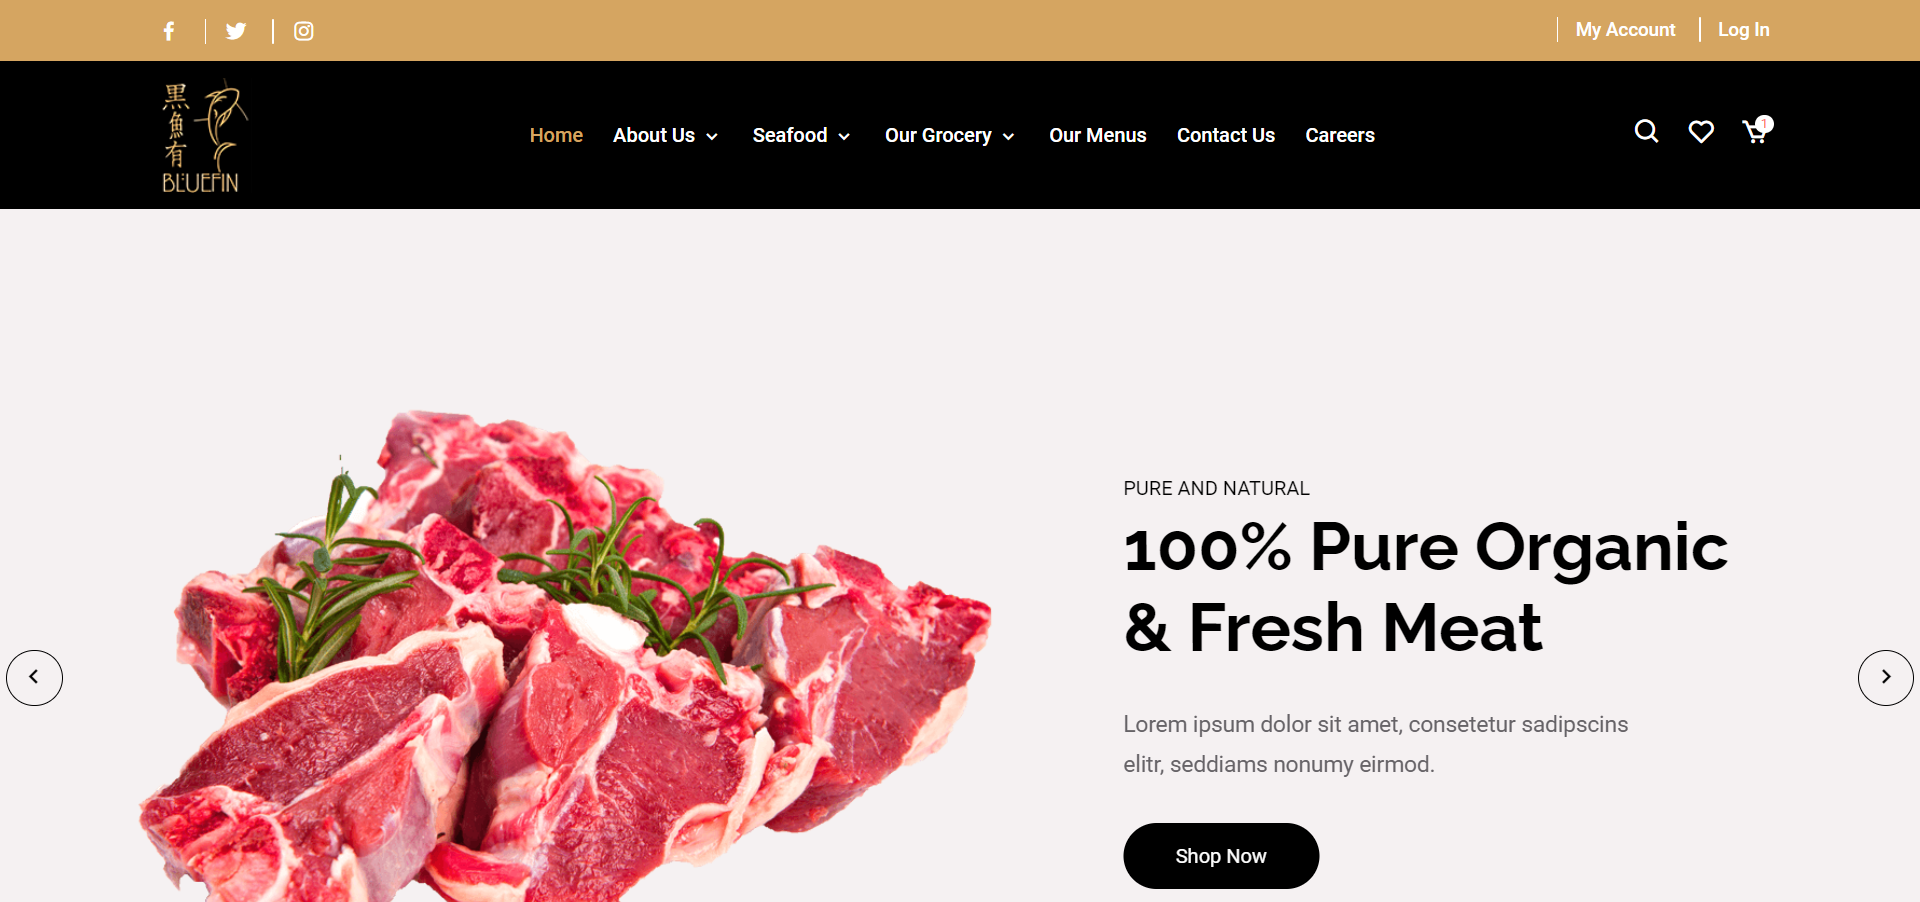 My Account
Log In
黒
魚
有
BLUEFIN
Home
About Us
Seafood
Our Grocery
Our Menus
Contact Us
Careers
1
PURE AND NATURAL
100% Pure Organic
& Fresh Meat
Lorem ipsum dolor sit amet, consetetur sadipscins
elitr, seddiams nonumy eirmod.
Shop Now